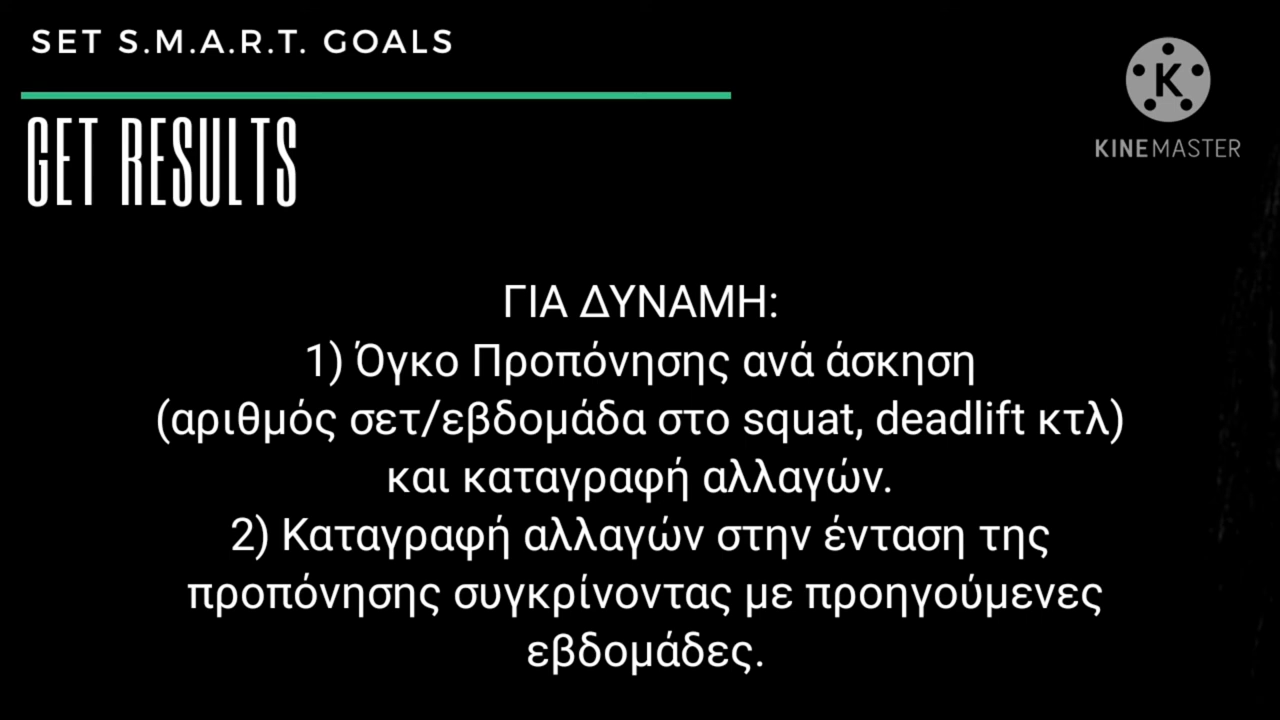 SET S.M.A.R.T. GOALS
GET RESULTS
K
KINEMASTER
ΓΙΑ ΔΥΝΑΜΗ:
1) Όγκο Προπόνησης ανά άσκηση
(αριθμός σετ/εβδομάδα στο squat, deadlift κτλ)
και καταγραφή αλλαγών.
2) Καταγραφή αλλαγών στην ένταση της
προπόνησης συγκρίνοντας με προηγούμενες
εβδομάδες.